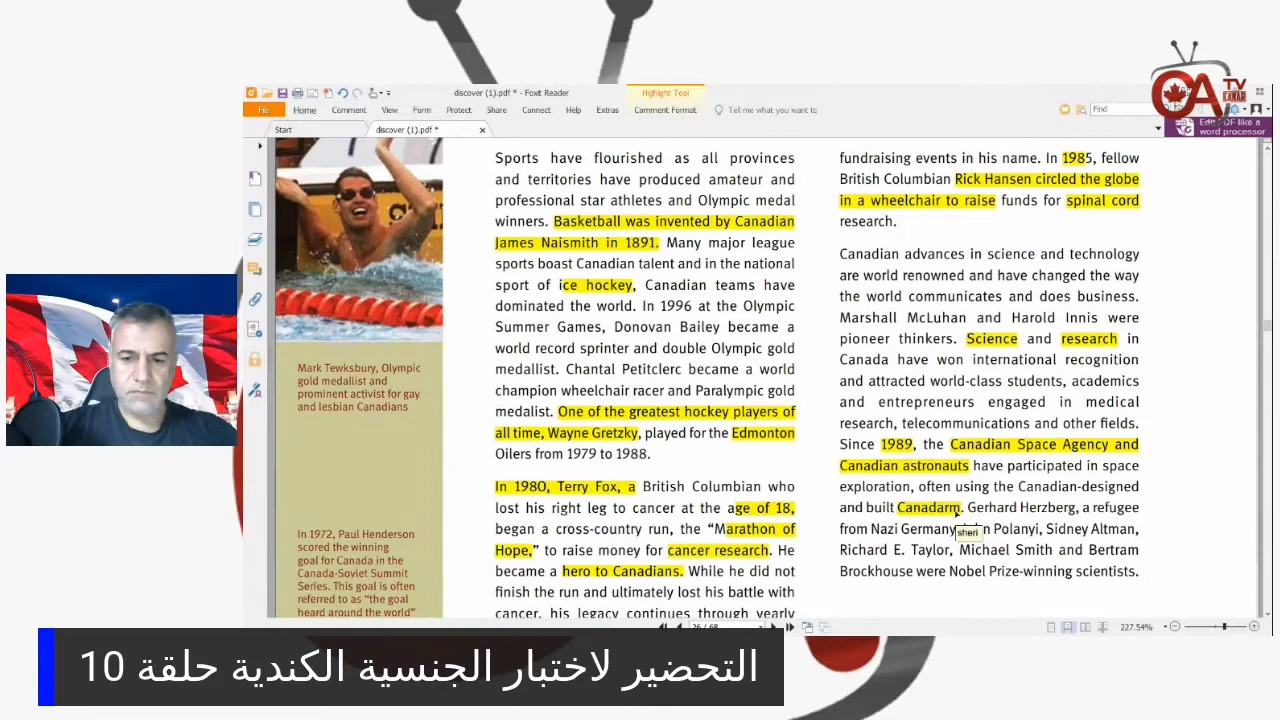 discover (1).pdf * - Foxit Reader
Highlight Tool
File Home Comment View Form Protect Share Connect Help Extras Comment Format Tell me what you want to Find
Start discover (1).pdf *
Edit PDF like a
word processor
CA TV
Sports have flourished as all provinces
and territories have produced amateur and
professional star athletes and Olympic medal
winners. Basketball was invented by Canadian
James Naismith in 1891. Many major league
sports boast Canadian talent and in the national
sport of ice hockey, Canadian teams have
dominated the world. In 1996 at the Olympic
Summer Games, Donovan Bailey became a
world record sprinter and double Olympic gold
medallist. Chantal Petitclerc became a world
champion wheelchair racer and Paralympic gold
medalist. One of the greatest hockey players of
all time, Wayne Gretzky, played for the Edmonton
Oilers from 1979 to 1988.
In 1980, Terry Fox, a British Columbian who
lost his right leg to cancer at the age of 18,
began a cross-country run, the “Marathon of
Hope,” to raise money for cancer research. He
became a hero to Canadians. While he did not
finish the run and ultimately lost his battle with
cancer, his legacy continues through yearly
fundraising events in his name. In 1985, fellow
British Columbian Rick Hansen circled the globe
in a wheelchair to raise funds for spinal cord
research.
Canadian advances in science and technology
are world renowned and have changed the way
the world communicates and does business.
Marshall McLuhan and Harold Innis were
pioneer thinkers. Science and research in
Canada have won international recognition
and attracted world-class students, academics
and entrepreneurs engaged in medical
research, telecommunications and other fields.
Since 1989, the Canadian Space Agency and
Canadian astronauts have participated in space
exploration, often using the Canadian-designed
and built Canadarm. Gerhard Herzberg, a refugee
from Nazi Germany, Polanyi, Sidney Altman,
sheri
Richard E. Taylor, Michael Smith and Bertram
Brockhouse were Nobel Prize-winning scientists.
Mark Tewksbury, Olympic
gold medallist and
prominent activist for gay
and lesbian Canadians
In 1972, Paul Henderson
scored the winning
goal for Canada in the
Canada-Soviet Summit
Series. This goal is often
referred to as “the goal
heard around the world”
26 / 68
227.54%
التحضير لاختبار الجنسية الكندية حلقة 10